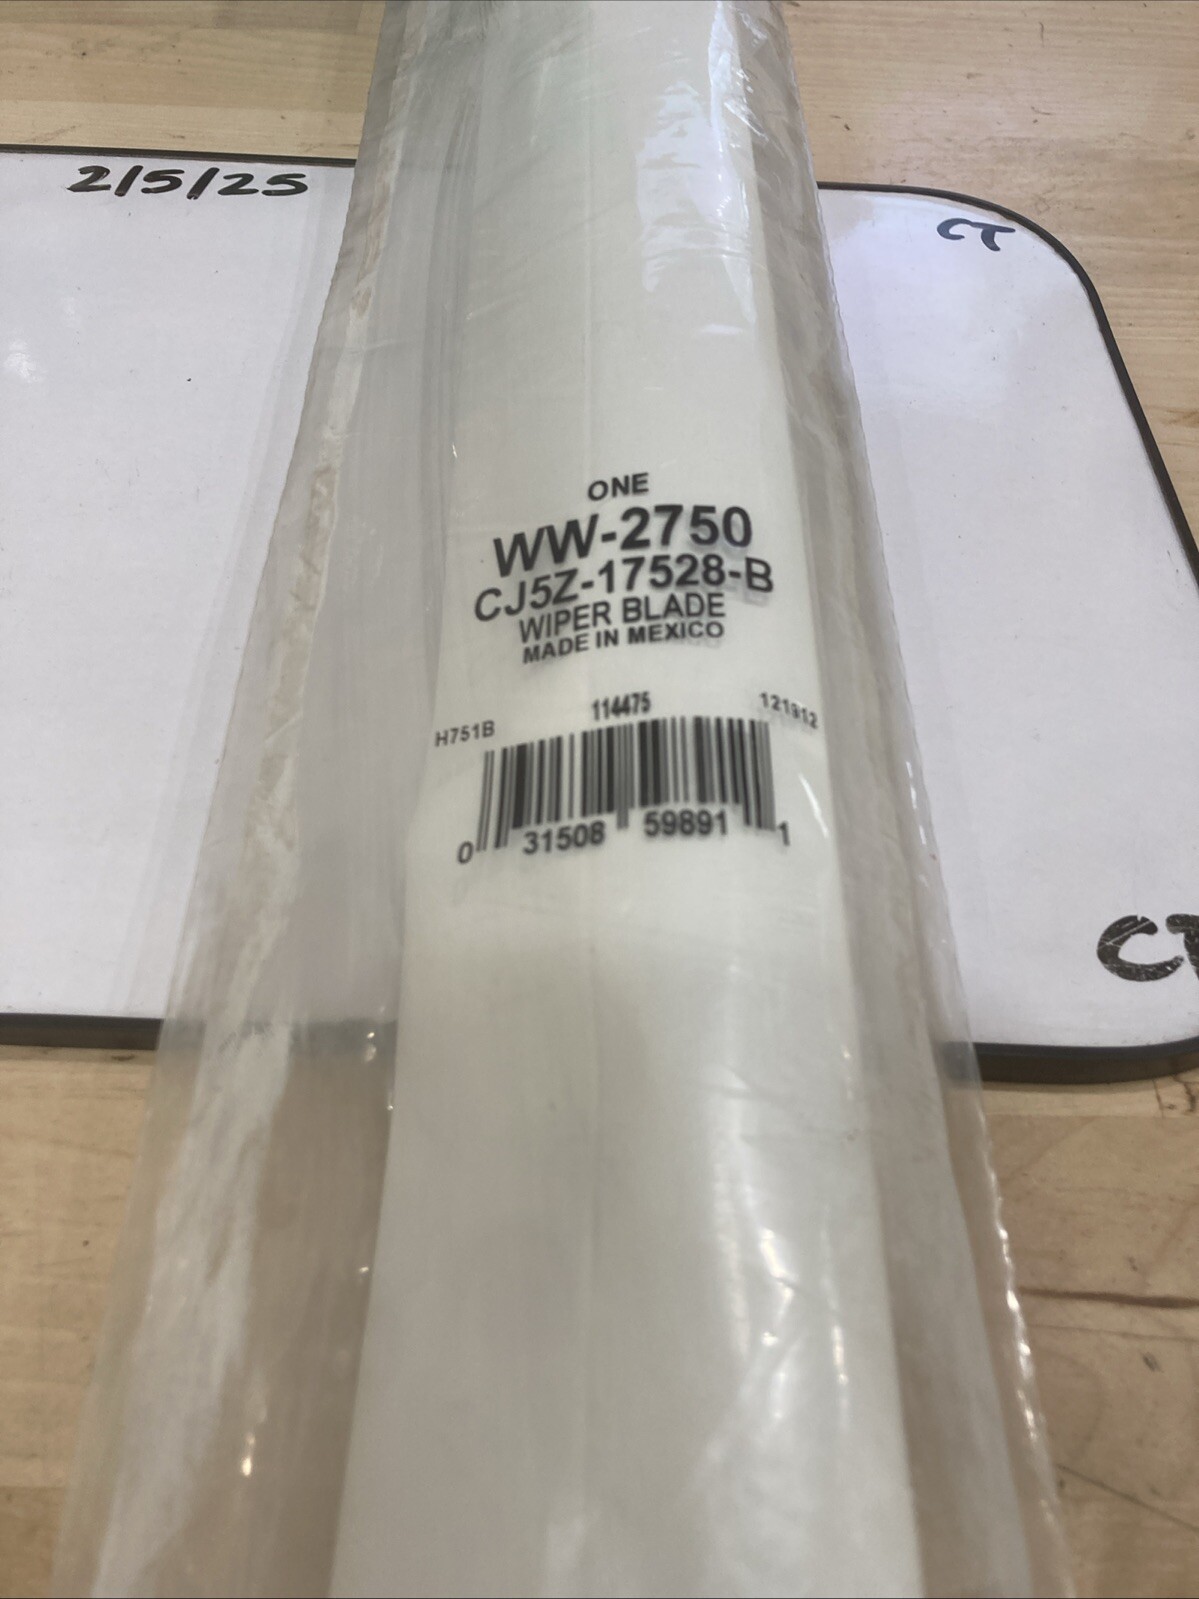 2/5/25
CT
ONE
WW-2750
CJ5Z-17528-B
WIPER BLADE
MADE IN MEXICO
114475
121912
H751B
0 31508 59891 1